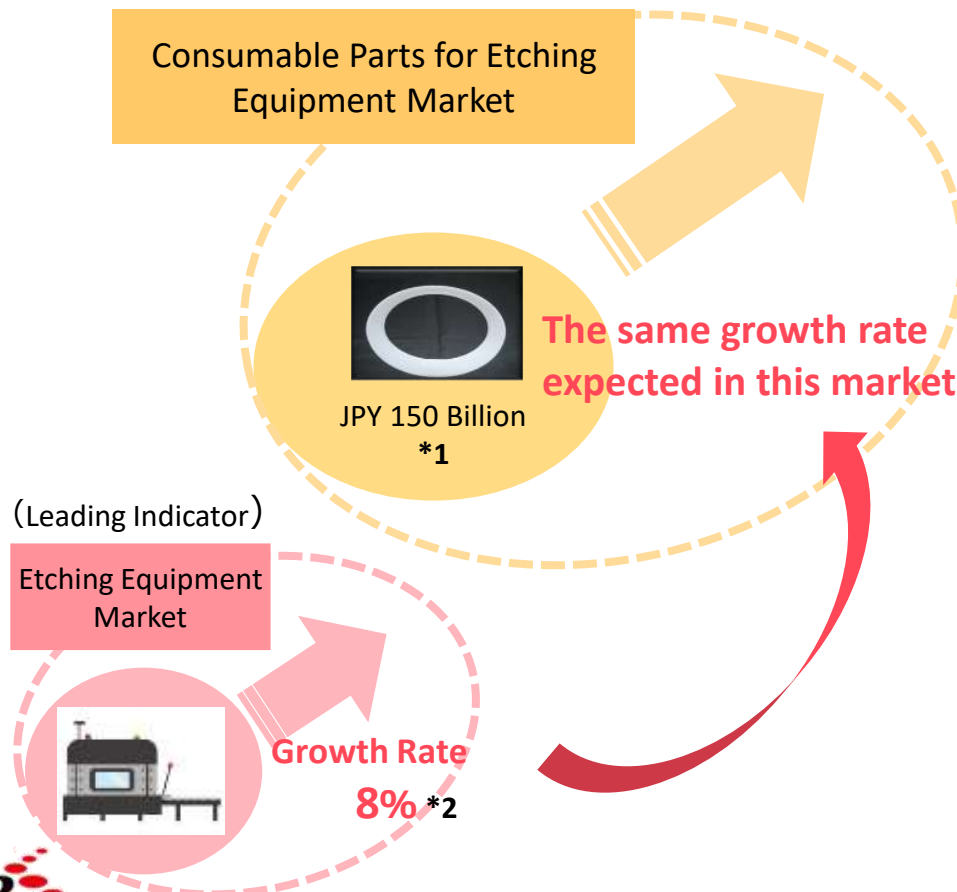 Consumable Parts for Etching
Equipment Market
The same growth rate
expected in this market
JPY 150 Billion
*1
（Leading Indicator）
Etching Equipment
Market
Growth Rate
8% *2